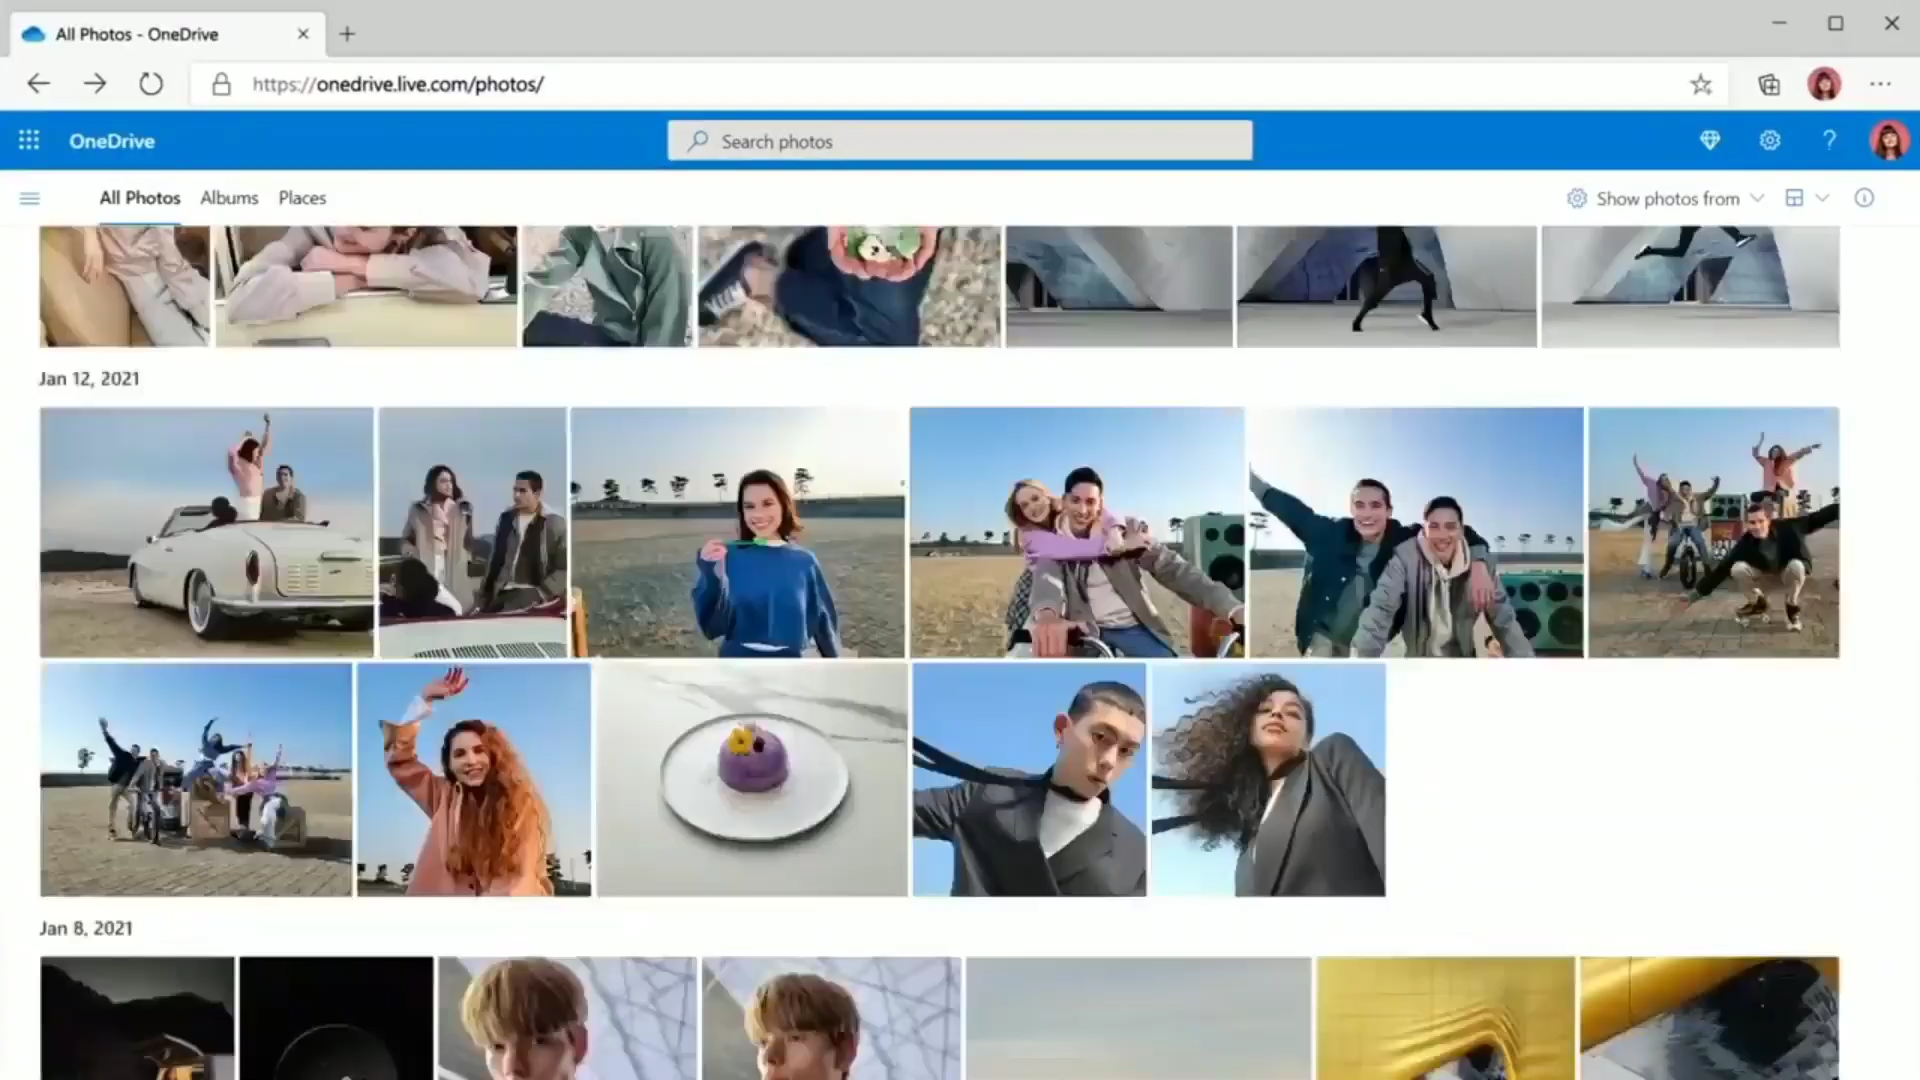 All Photos - OneDrive
https://onedrive.live.com/photos/
OneDrive
Search photos
All Photos Albums Places
Show photos from
Jan 12, 2021
Jan 8, 2021